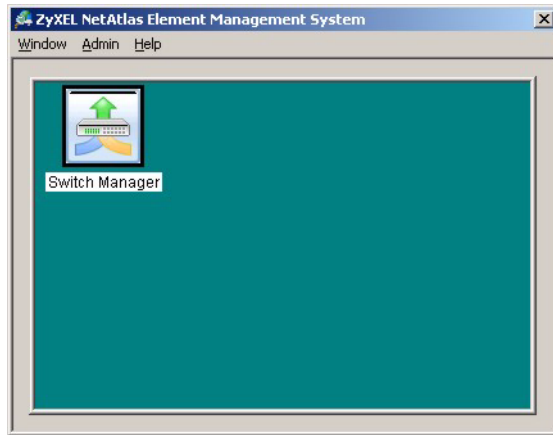 ZyXEL NetAtlas Element Management System
Window Admin Help
Switch Manager